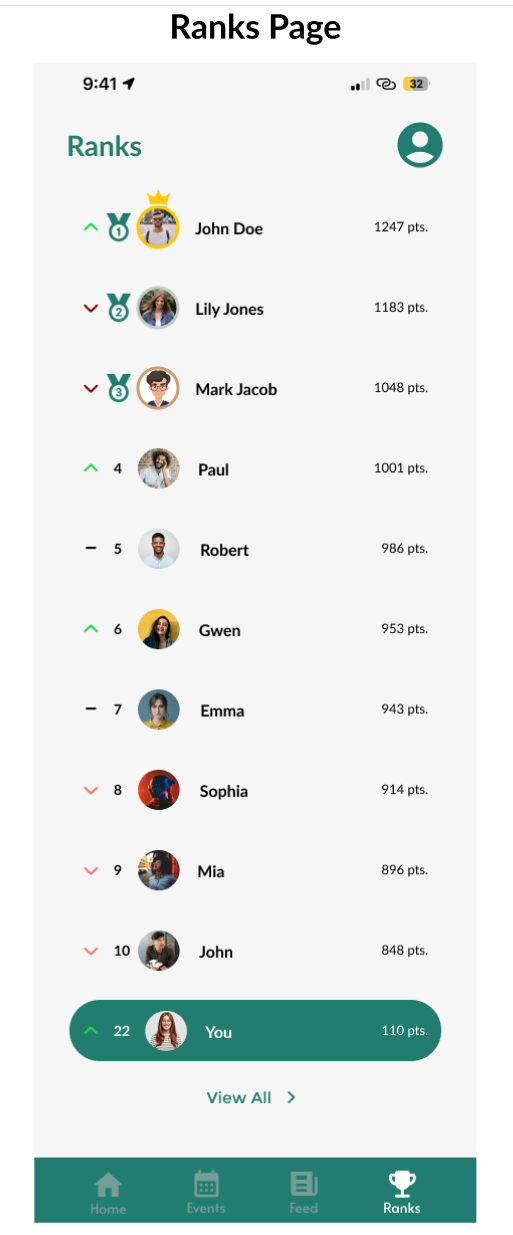 Ranks Page
9:41 32
Ranks
1 John Doe 1247 pts.
2 Lily Jones 1183 pts.
3 Mark Jacob 1048 pts.
4 Paul 1001 pts.
5 Robert 986 pts.
6 Gwen 953 pts.
7 Emma 943 pts.
8 Sophia 914 pts.
9 Mia 896 pts.
10 John 848 pts.
22 You 110 pts.
View All >
Home Events Feed Ranks